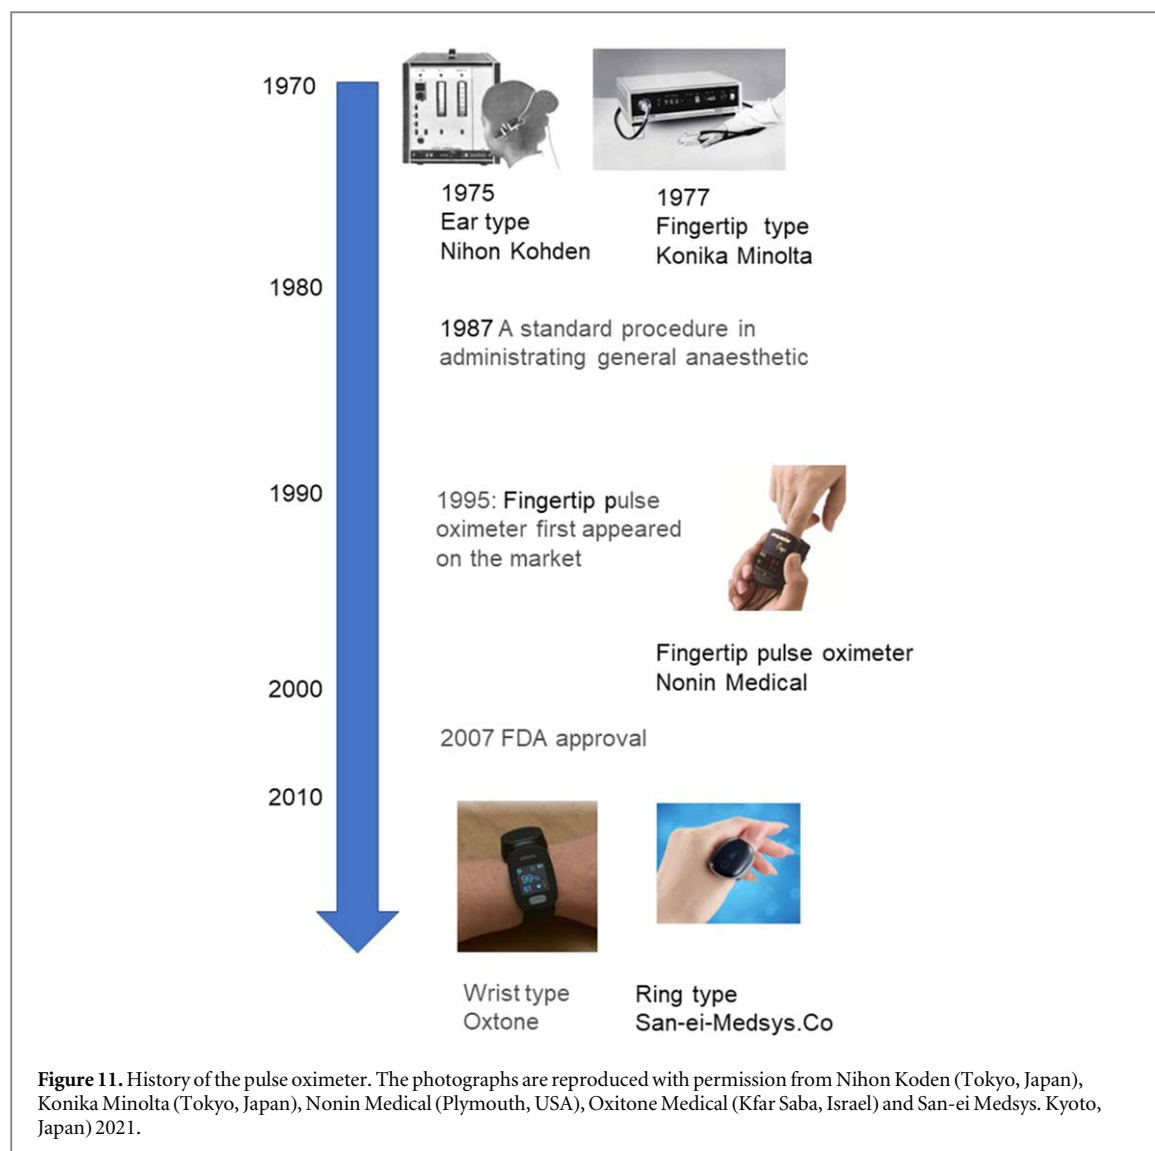 1970
1975
Ear type
Nihon Kohden
1977
Fingertip type
Konika Minolta
1980
1987 A standard procedure in
administrating general anaesthetic
1990
1995: Fingertip pulse
oximeter first appeared
on the market
Fingertip pulse oximeter
Nonin Medical
2000
2007 FDA approval
2010
99%
61
Wrist type
Oxtone
Ring type
San-ei-Medsys.Co
Figure 11. History of the pulse oximeter. The photographs are reproduced with permission from Nihon Koden (Tokyo, Japan),
Konika Minolta (Tokyo, Japan), Nonin Medical (Plymouth, USA), Oxitone Medical (Kfar Saba, Israel) and San-ei Medsys. Kyoto,
Japan) 2021.